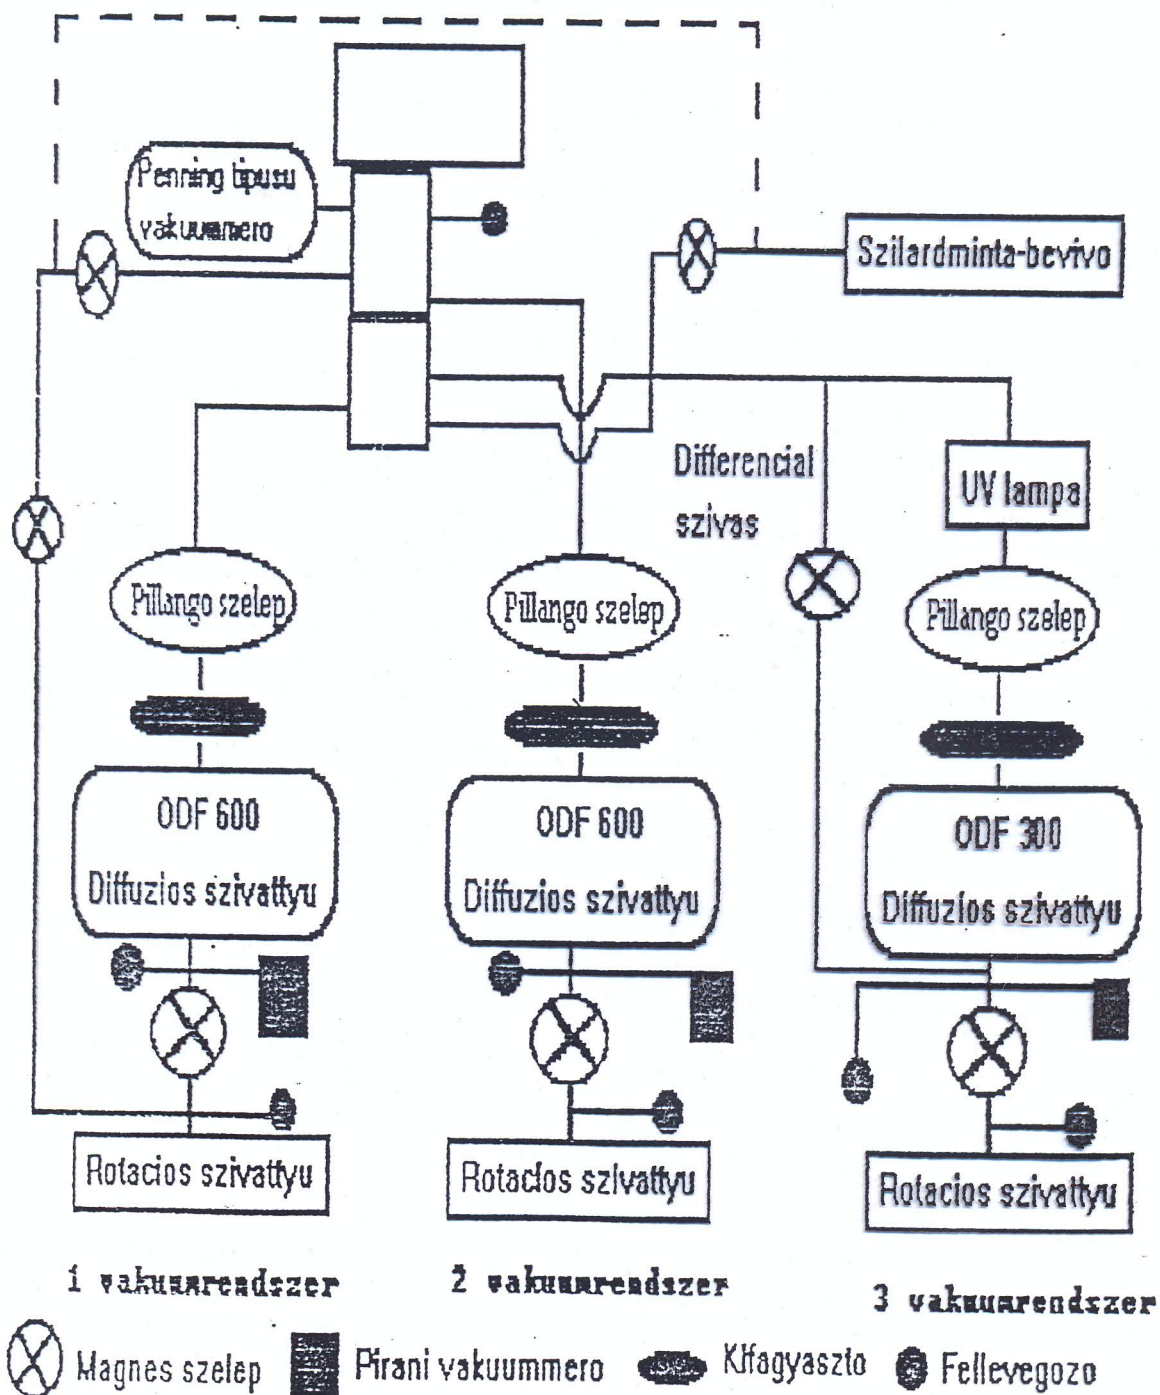 Penning tipusu
vakuummero
Szilardminta-bevivo
Differencial
szivas
UV lampa
Pillango szelep
Pillango szelep
Pillango szelep
ODF 600
Diffuzios szivattyu
ODF 600
Diffuzios szivattyu
ODF 300
Diffuzios szivattyu
Rotacios szivattyu
Rotacios szivattyu
Rotacios szivattyu
1 vakuumrendszer
2 vakuumrendszer
3 vakuumrendszer
Magnes szelep
Pirani vakuummero
Kifagyaszto
Fellevegozo